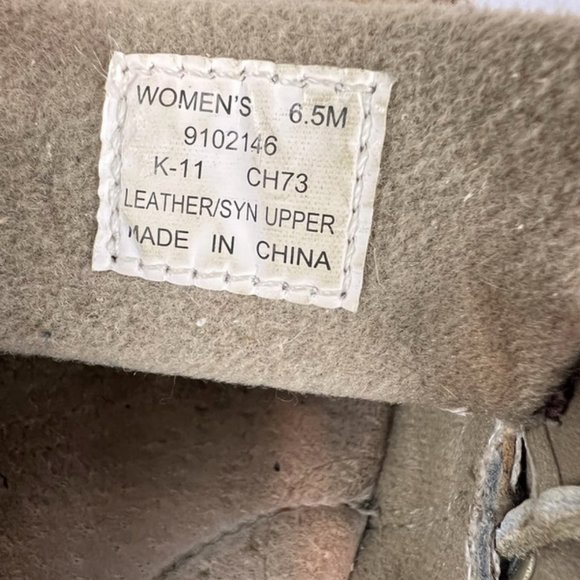 WOMEN'S 6.5M
9102146
K-11 CH73
LEATHER/SYN UPPER
MADE IN CHINA